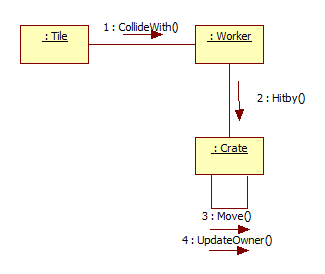 : Tile
1 : CollideWith()
: Worker
2 : Hitby()
: Crate
3 : Move()
4 : UpdateOwner()